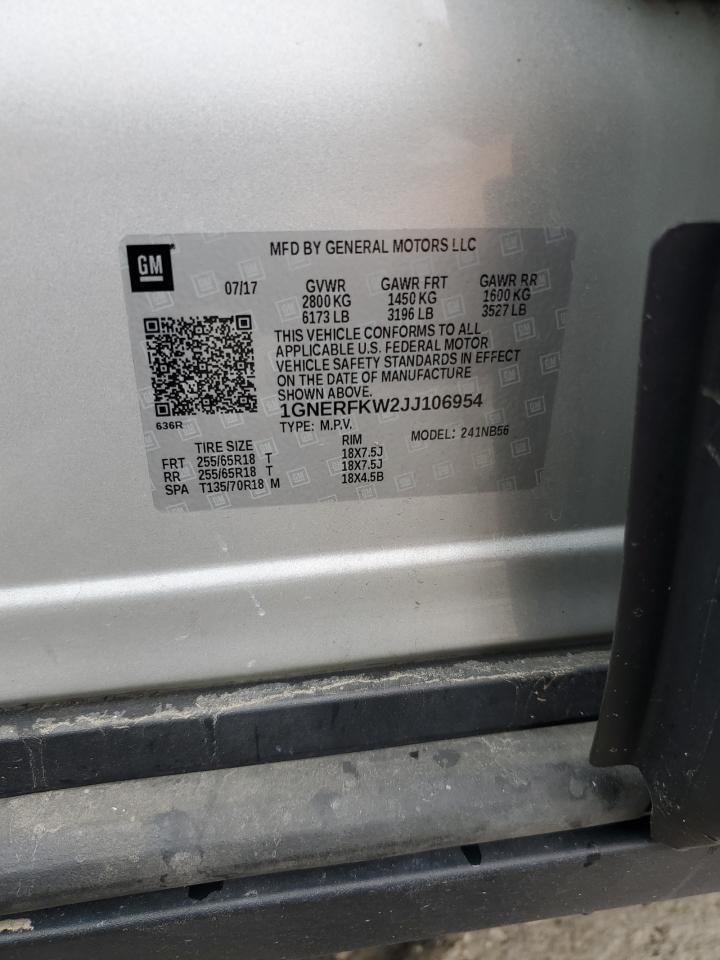 GM
MFD BY GENERAL MOTORS LLC
07/17 GVWR GAWR FRT GAWR RR
2800 KG 1450 KG 1600 KG
6173 LB 3196 LB 3527 LB
THIS VEHICLE CONFORMS TO ALL
APPLICABLE U.S. FEDERAL MOTOR
VEHICLE SAFETY STANDARDS IN EFFECT
ON THE DATE OF MANUFACTURE
SHOWN ABOVE.
636R
1GNERFKW2JJ106954
TYPE: M.P.V. MODEL: 241NB56
TIRE SIZE RIM
FRT 255/65R18 T 18X7.5J
RR 255/65R18 T 18X7.5J
SPA T135/70R18 M 18X4.5B